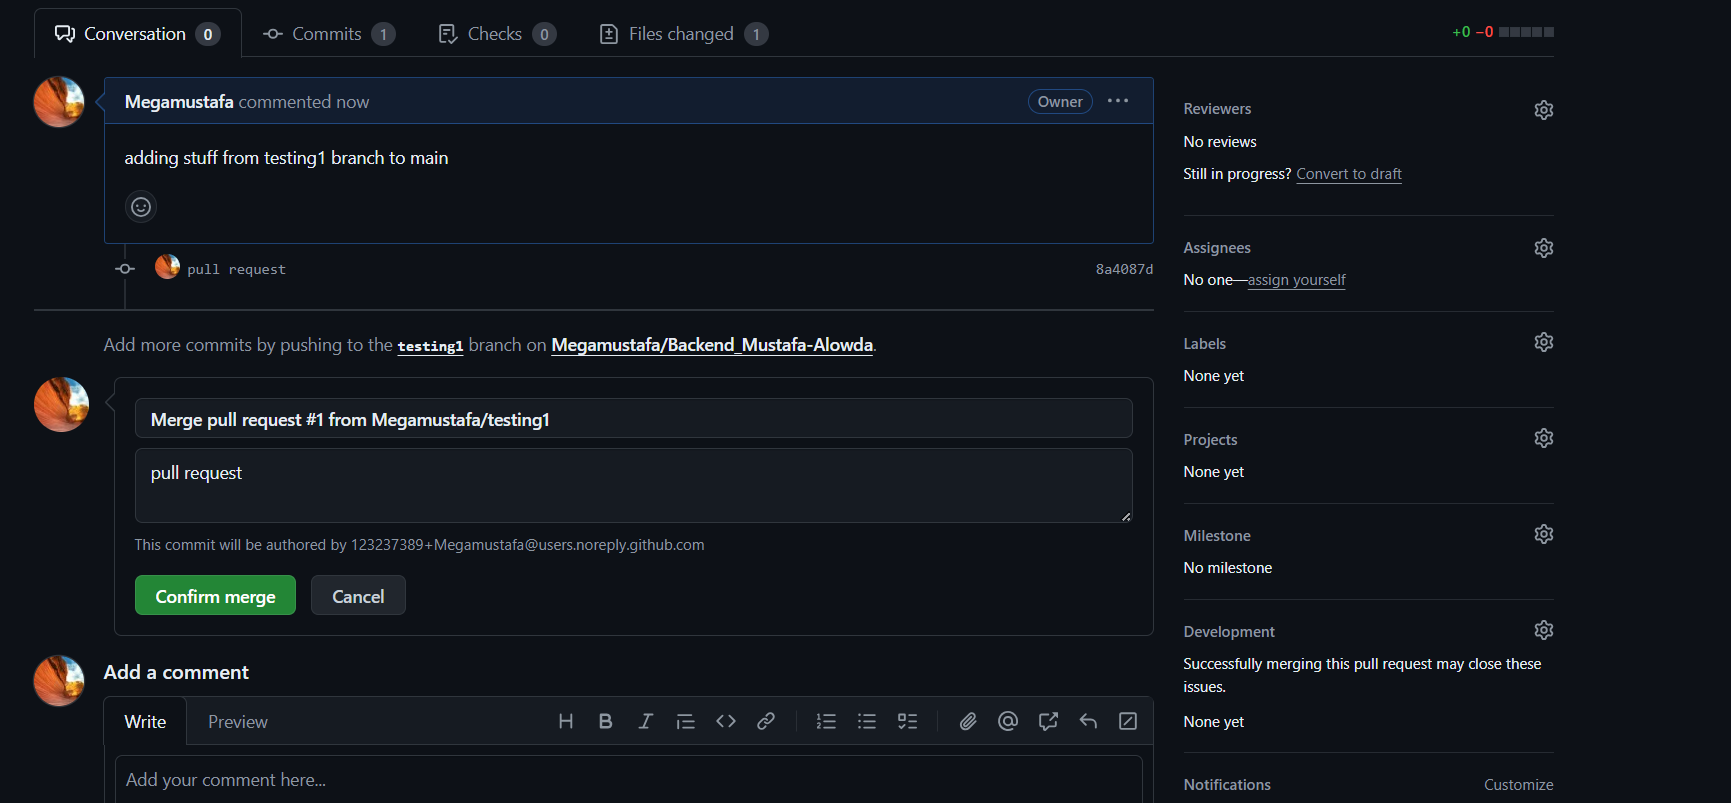 Conversation 0 Commits 1 Checks 0 Files changed 1 +0 −0
Megamustafa commented now Owner
adding stuff from testing1 branch to main
pull request 8a4087d
Add more commits by pushing to the testing1 branch on Megamustafa/Backend_Mustafa-Alowda.
Merge pull request #1 from Megamustafa/testing1
pull request
This commit will be authored by 123237389+Megamustafa@users.noreply.github.com
Confirm merge Cancel
Add a comment
Write Preview
Add your comment here...
Reviewers
No reviews
Still in progress? Convert to draft
Assignees
No one—assign yourself
Labels
None yet
Projects
None yet
Milestone
No milestone
Development
Successfully merging this pull request may close these
issues.
None yet
Notifications Customize